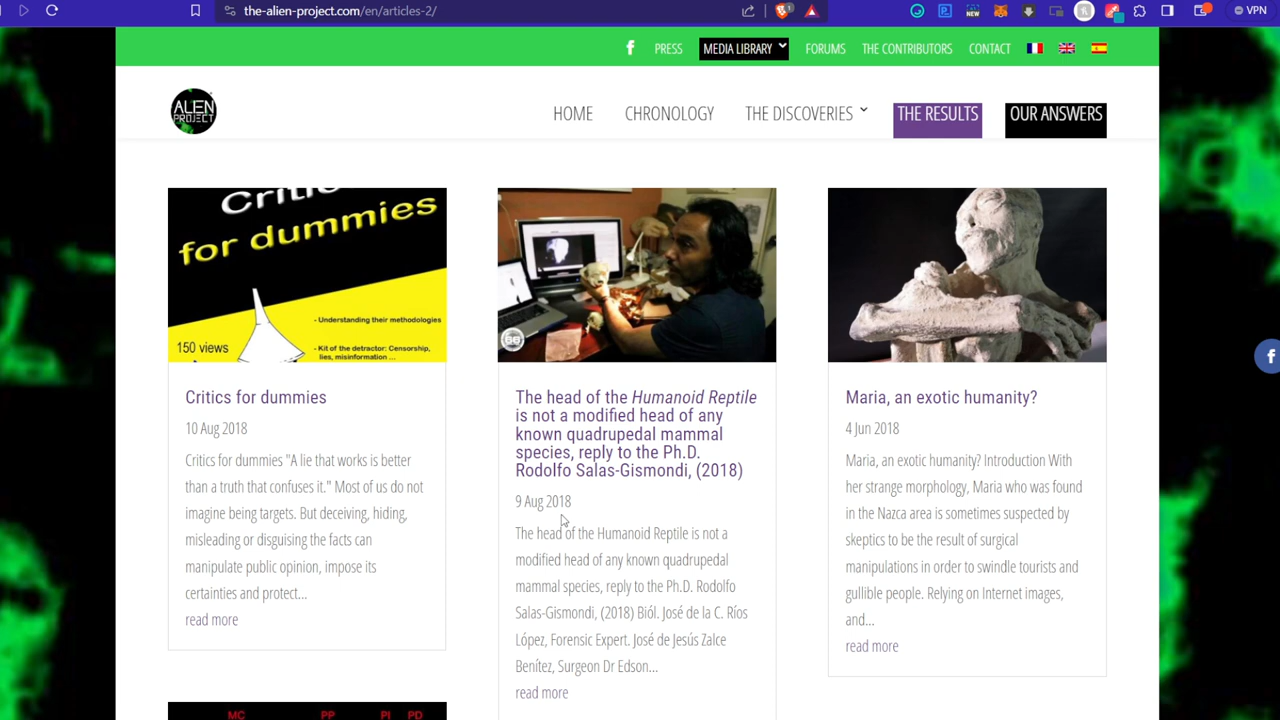 the-alien-project.com/en/articles-2/
VPN
NEW
PRESS
MEDIA LIBRARY
FORUMS
THE CONTRIBUTORS
CONTACT
ALEN
PROJECT
HOME
CHRONOLOGY
THE DISCOVERIES
THE RESULTS
OUR ANSWERS
for dummies
- Understanding their methodologies
150 views
- Kit of the detractor: Censorship,
lies, misinformation ...
Critics for dummies
10 Aug 2018
Critics for dummies "A lie that works is better
than a truth that confuses it." Most of us do not
imagine being targets. But deceiving, hiding,
misleading or disguising the facts can
manipulate public opinion, impose its
certainties and protect...
read more
The head of the Humanoid Reptile
is not a modified head of any
known quadrupedal mammal
species, reply to the Ph.D.
Rodolfo Salas-Gismondi, (2018)
9 Aug 2018
The head of the Humanoid Reptile is not a
modified head of any known quadrupedal
mammal species, reply to the Ph.D. Rodolfo
Salas-Gismondi, (2018) Biól. José de la C. Ríos
López, Forensic Expert. José de Jesús Zalce
Benítez, Surgeon Dr Edson...
read more
Maria, an exotic humanity?
4 Jun 2018
Maria, an exotic humanity? Introduction With
her strange morphology, Maria who was found
in the Nazca area is sometimes suspected by
skeptics to be the result of surgical
manipulations in order to swindle tourists and
gullible people. Relying on Internet images,
and...
read more
MC PP PI PD